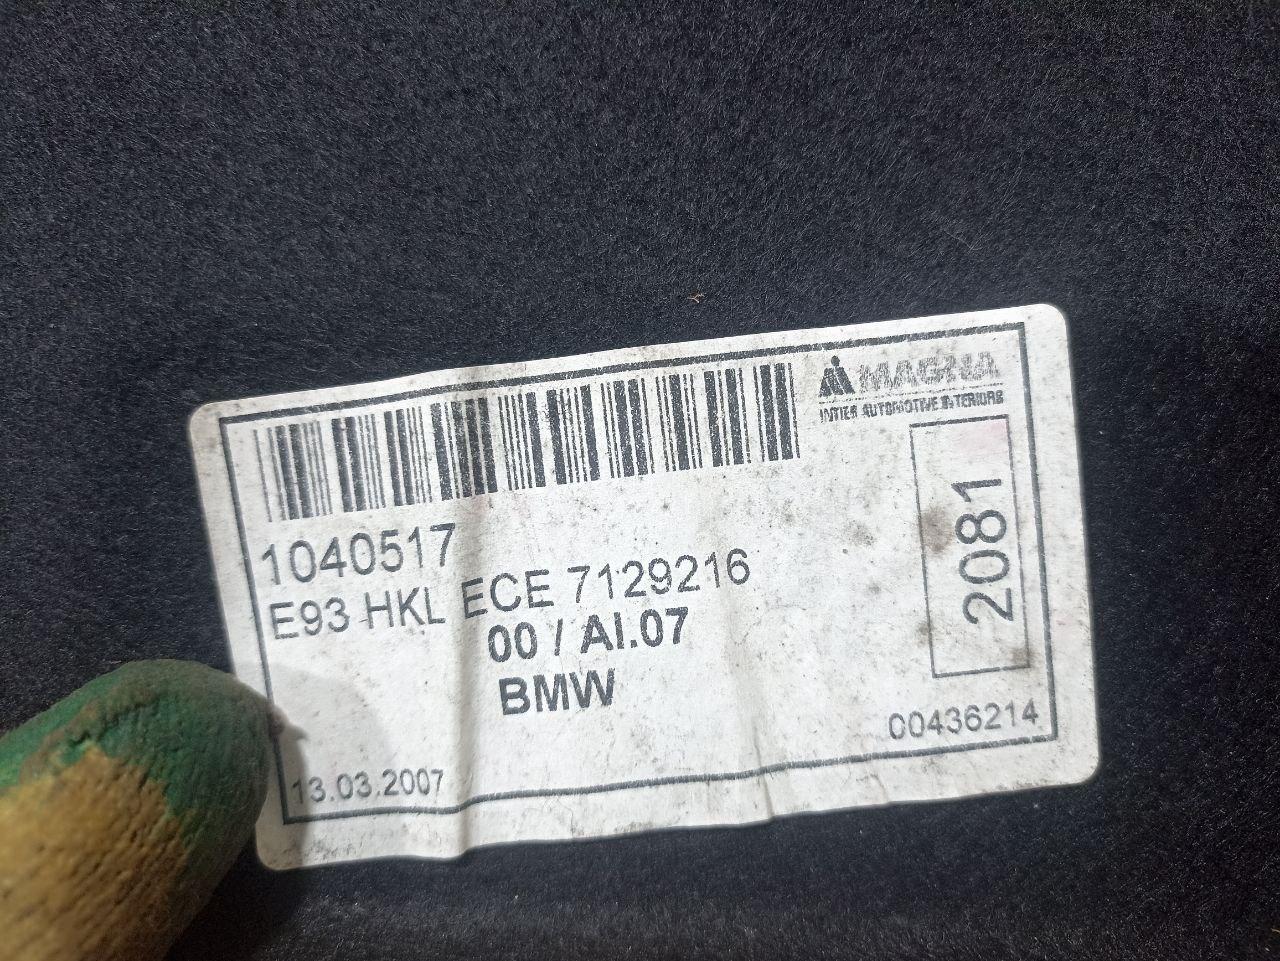 MAGNA
INTIER AUTOMOTIVE INTERIORS
1040517
E93 HKL ECE 7129216
00 / AI.07
BMW
2081
00436214
13.03.2007